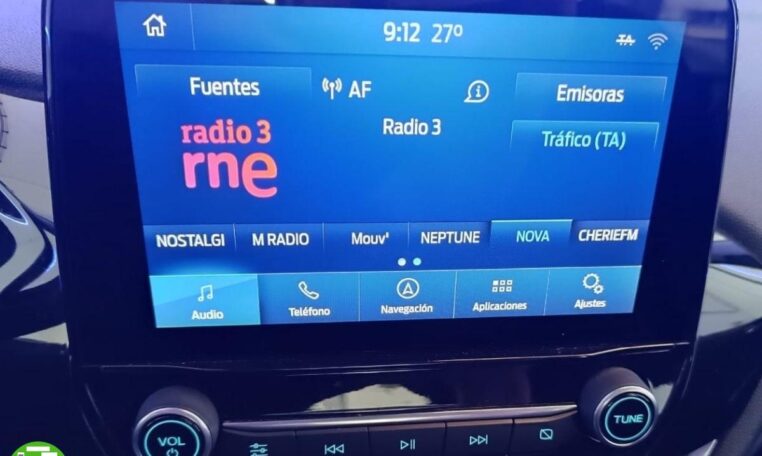 9:12 27º TA
Fuentes AF Emisoras
radio 3
rne
Radio 3
Tráfico (TA)
NOSTALGI M RADIO Mouv' NEPTUNE NOVA CHERIEFM
Audio Teléfono Navegación Aplicaciones Ajustes
VOL TUNE